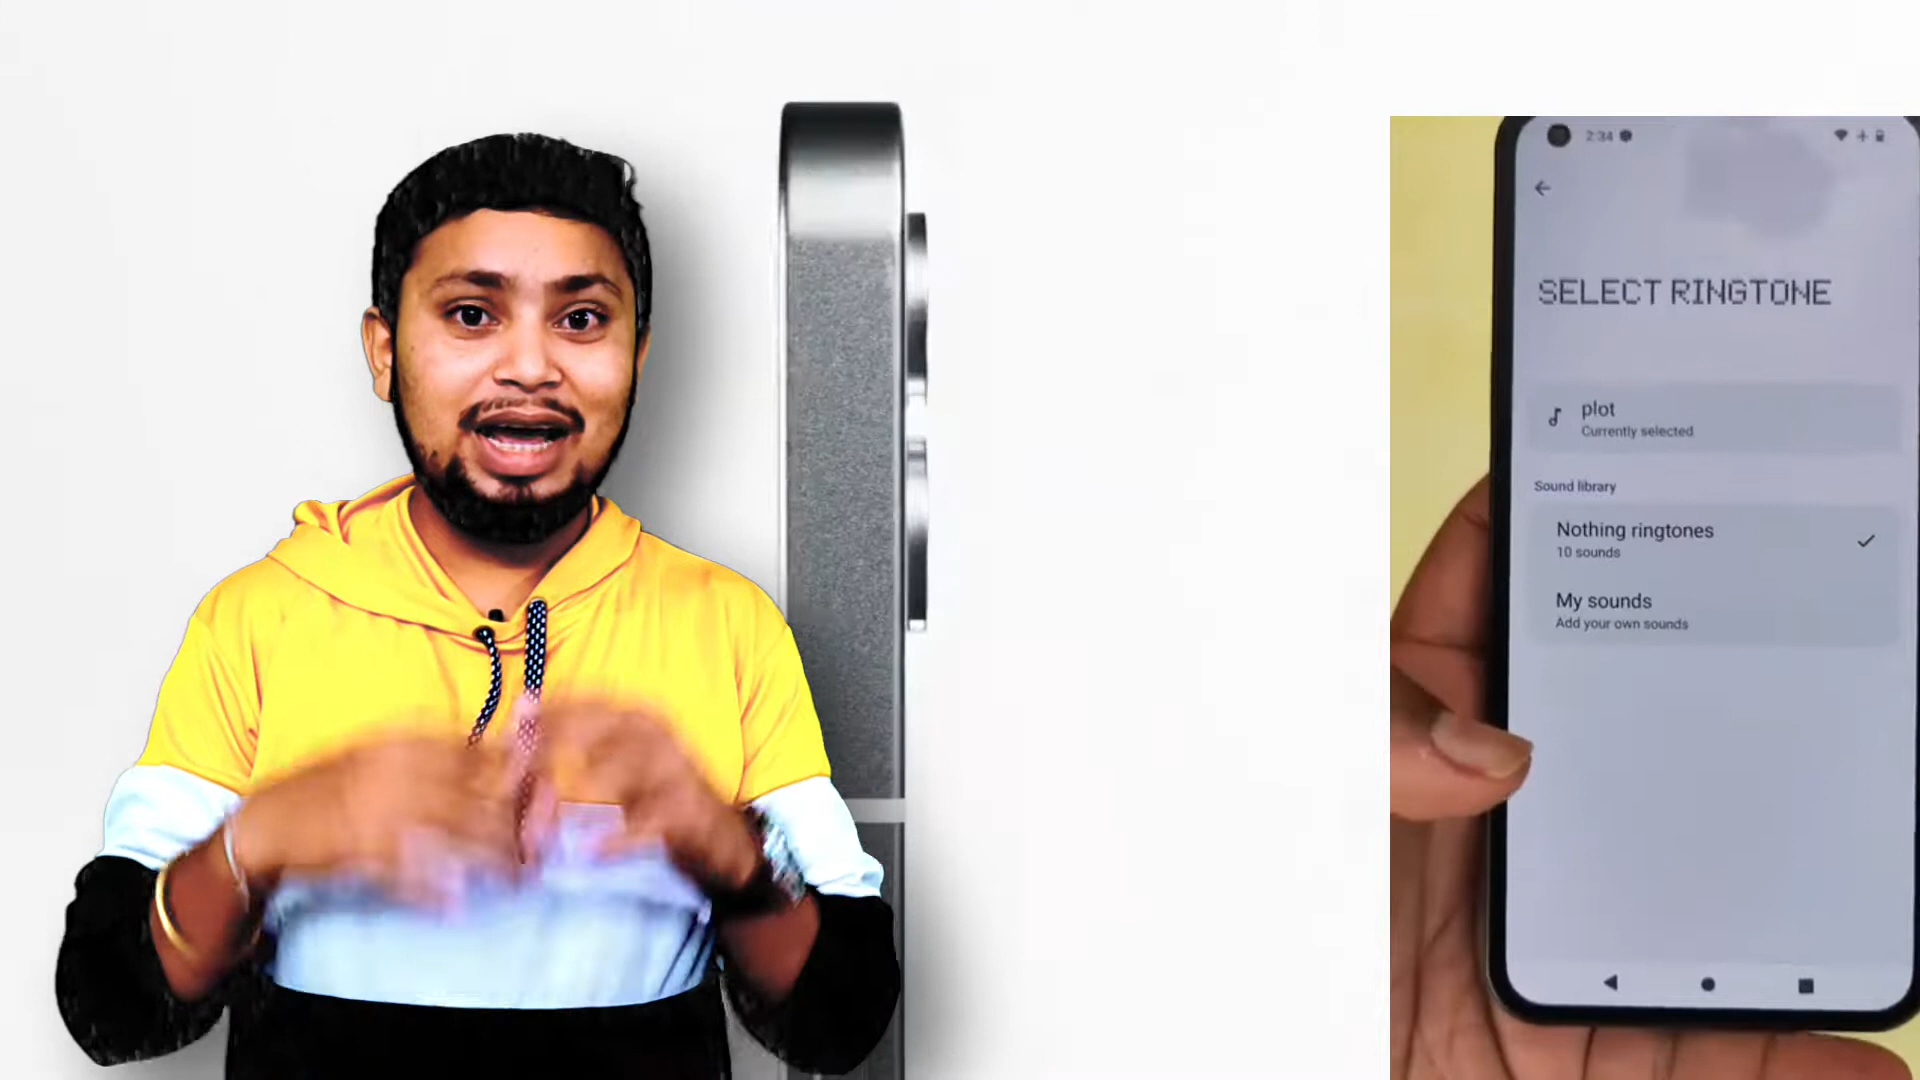 2:34
SELECT RINGTONE
plot
Currently selected
Sound library
Nothing ringtones
10 sounds
My sounds
Add your own sounds